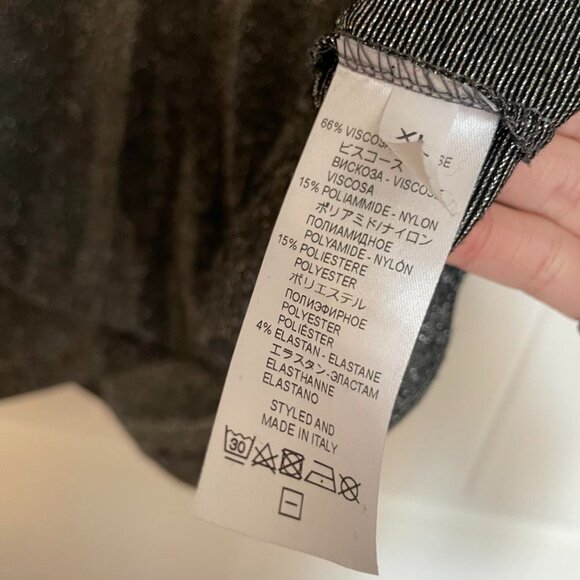 XL
66% VISCOSA
ビスコース
ВИСКОЗА - VISCOSE
VISCOSA
15% POLIAMMIDE - NYLON
ポリアミド/ナイロン
ПОЛИАМИДНОЕ
POLYAMIDE - NYLÓN
15% POLIESTERE
POLYESTER
ポリエステル
ПОЛИЭФИРНОЕ
POLYESTER
POLIÉSTER
4% ELASTAN - ELASTANE
エラスタン-ЭЛАСТАМ
ELASTHANNE
ELASTANO
STYLED AND
MADE IN ITALY
30